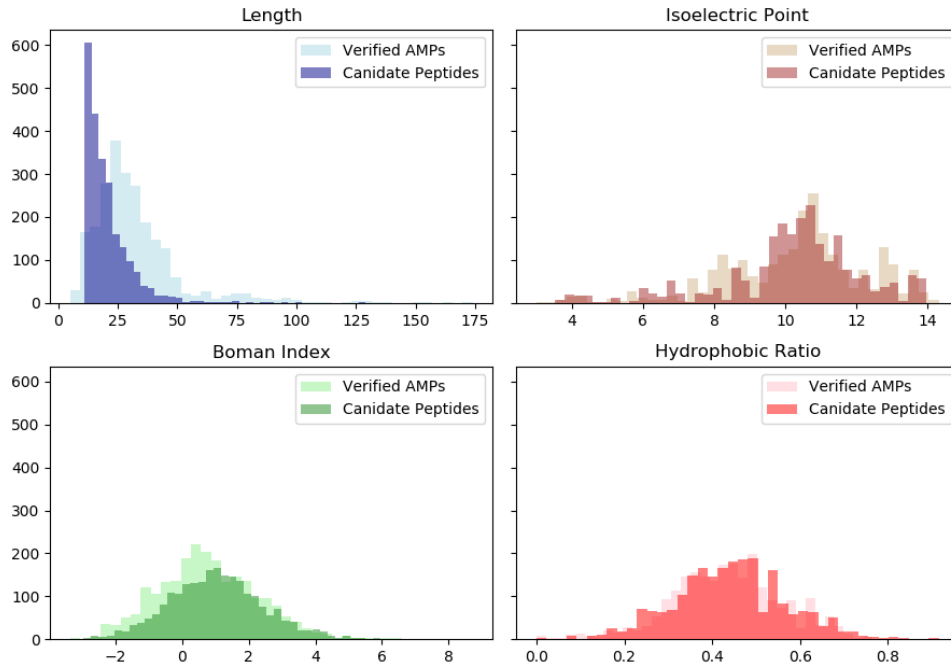 Length
Verified AMPs
Canidate Peptides
600
500
400
300
200
100
0
0 25 50 75 100 125 150 175
Isoelectric Point
Verified AMPs
Canidate Peptides
4 6 8 10 12 14
Boman Index
Verified AMPs
Canidate Peptides
600
500
400
300
200
100
0
−2 0 2 4 6 8
Hydrophobic Ratio
Verified AMPs
Canidate Peptides
0.0 0.2 0.4 0.6 0.8